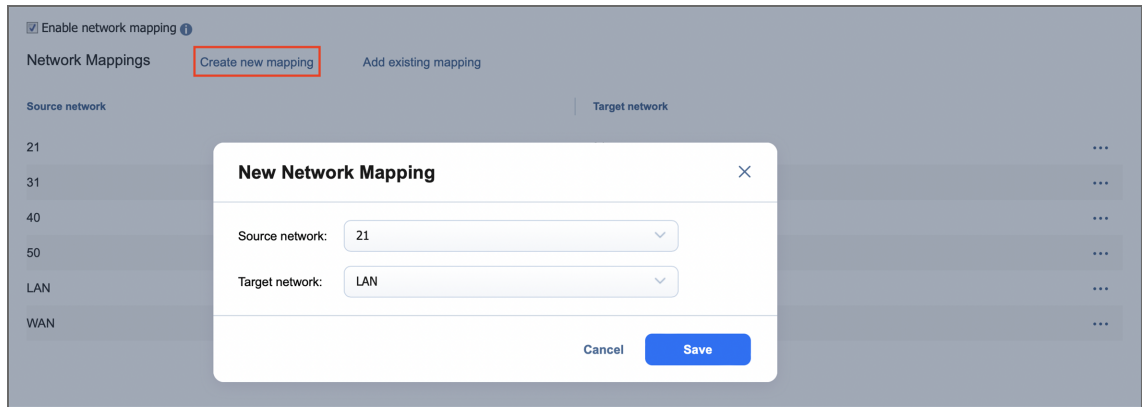 Enable network mapping
Network Mappings Create new mapping Add existing mapping
Source network Target network
21
31
40
50
LAN
WAN
New Network Mapping
Source network: 21
Target network: LAN
Cancel Save